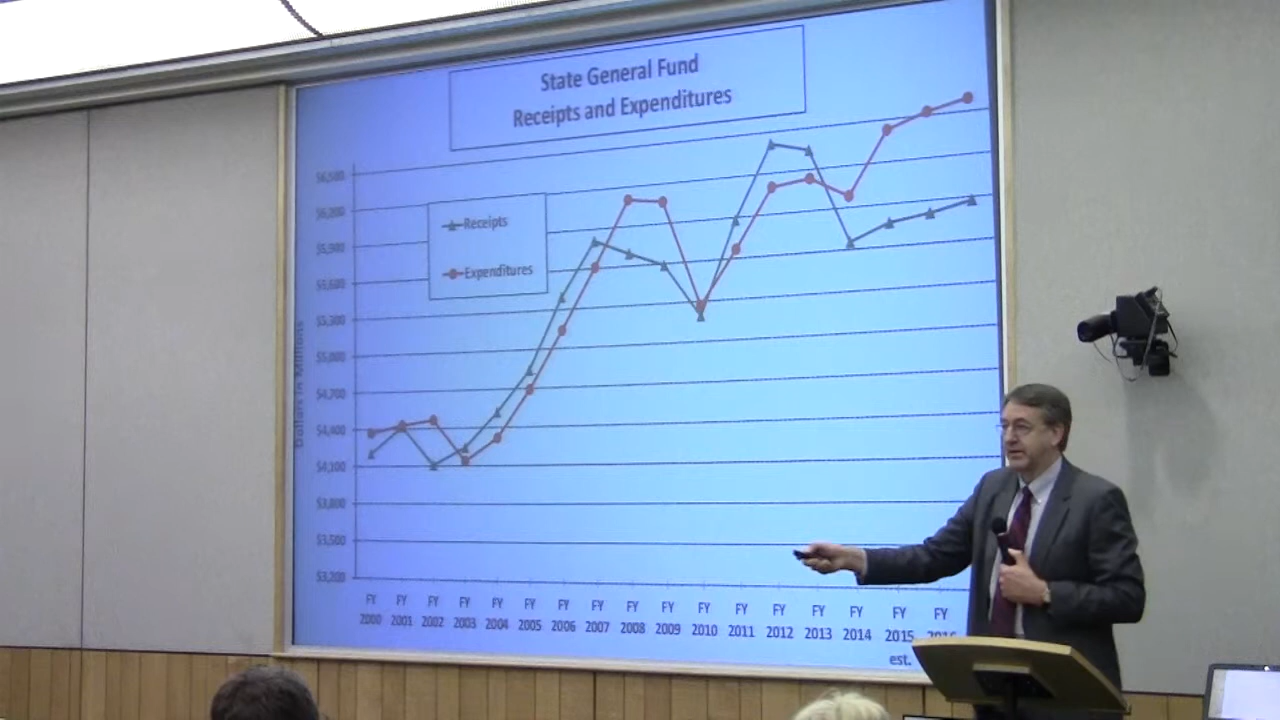 State General Fund
Receipts and Expenditures
$6,500
$6,200
$5,900
$5,600
$5,300
$5,000
$4,700
$4,400
$4,100
$3,800
$3,500
$3,200
Dollars in Millions
Receipts
Expenditures
FY FY FY FY FY FY FY FY FY FY FY FY FY FY FY FY FY
2000 2001 2002 2003 2004 2005 2006 2007 2008 2009 2010 2011 2012 2013 2014 2015 2016
est.